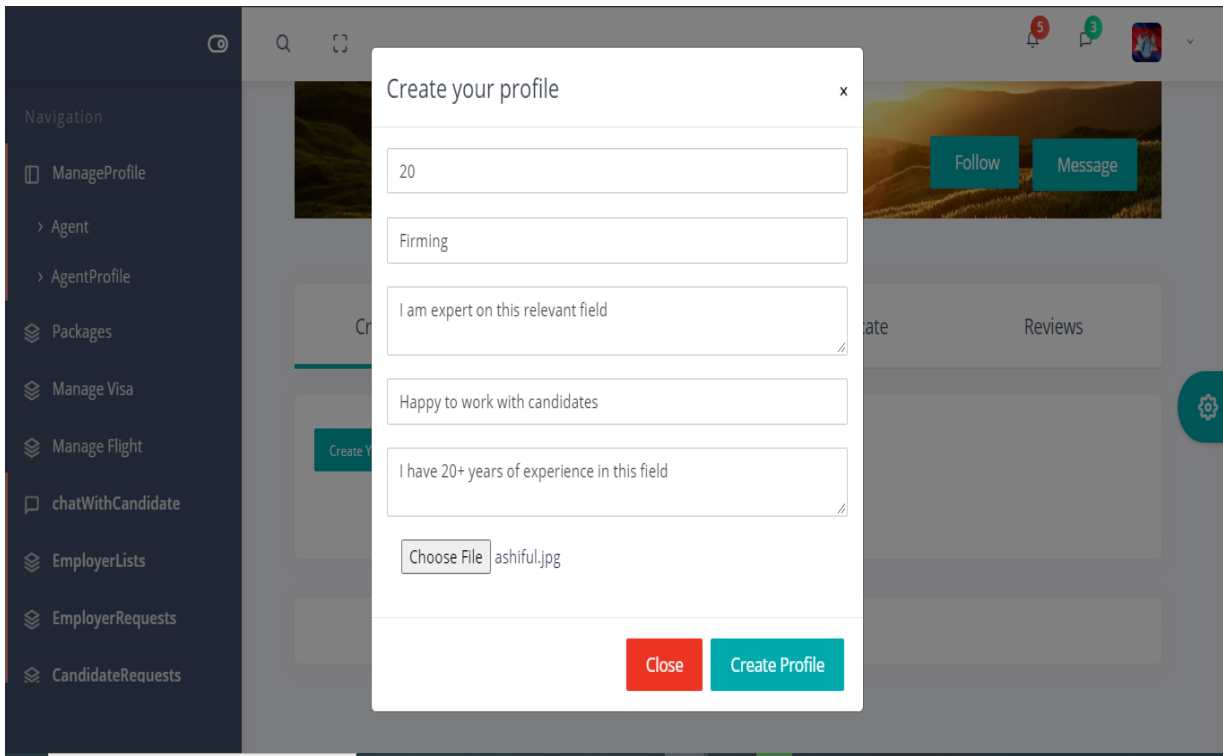 5
3
Create your profile
x
Navigation
ManageProfile
Agent
AgentProfile
Packages
Manage Visa
Manage Flight
chatWithCandidate
EmployerLists
EmployerRequests
CandidateRequests
Follow
Message
20
Firming
I am expert on this relevant field
Happy to work with candidates
I have 20+ years of experience in this field
Choose File ashiful.jpg
Close
Create Profile
Reviews
Create